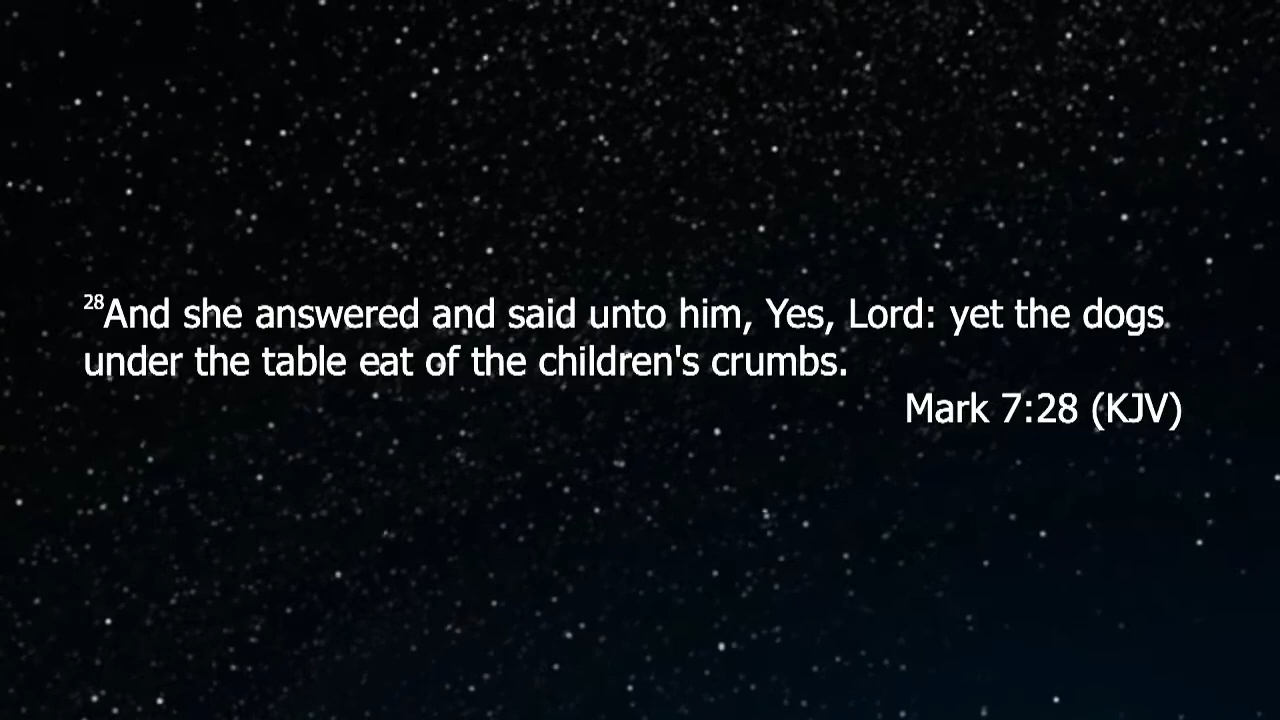 28And she answered and said unto him, Yes, Lord: yet the dogs
under the table eat of the children's crumbs.
Mark 7:28 (KJV)